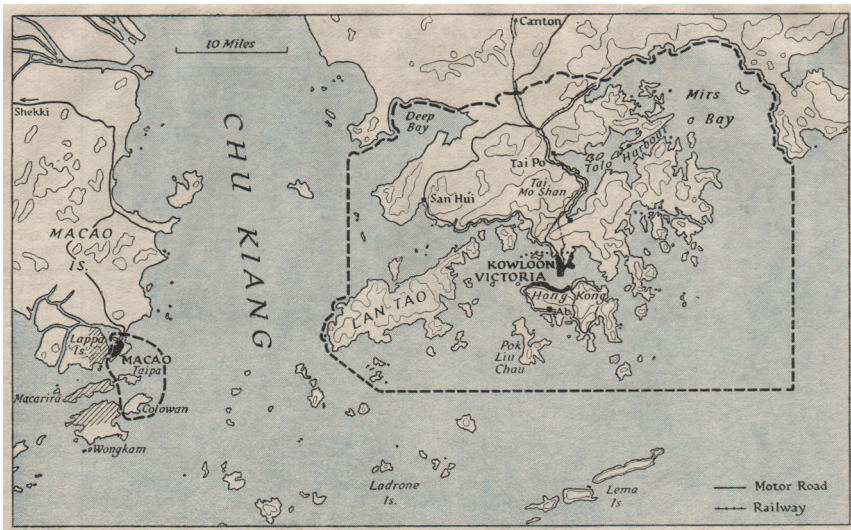 10 Miles
Canton
Shekki
CHU KIANG
Deep
Bay
Mirs
Bay
Tai Po
Tolo Harbour
Tai
Mo Shan
San Hui
MACAO
Is.
KOWLOON
VICTORIA
Hong Kong
Ab.
LAN TAO
Pok
Liu
Chau
Lappa
Is.
MACAO
Taipa
Macarira
Colowan
Wongkam
Ladrone
Is.
Lema
Is
Motor Road
Railway